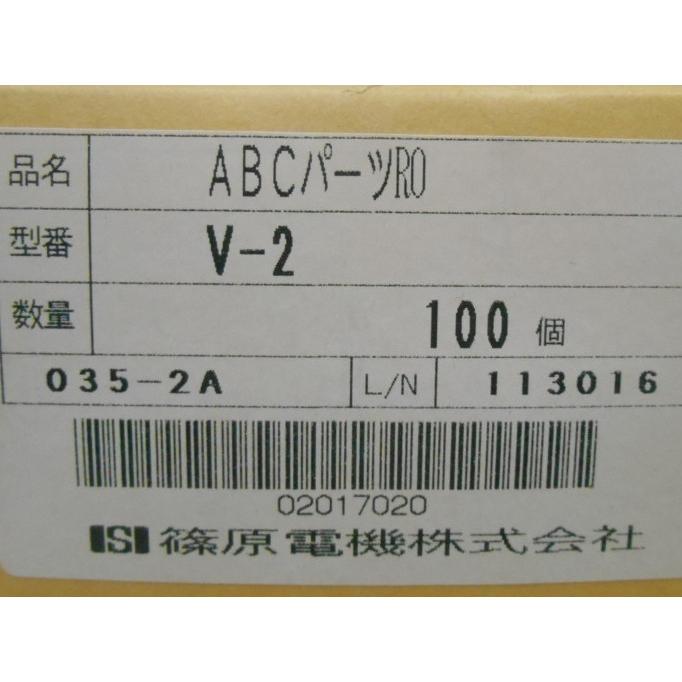 品名 ABCパーツRO
型番 V-2
数量 100 個
035-2A L/N 113016
02017020
ISI 篠原電機株式会社